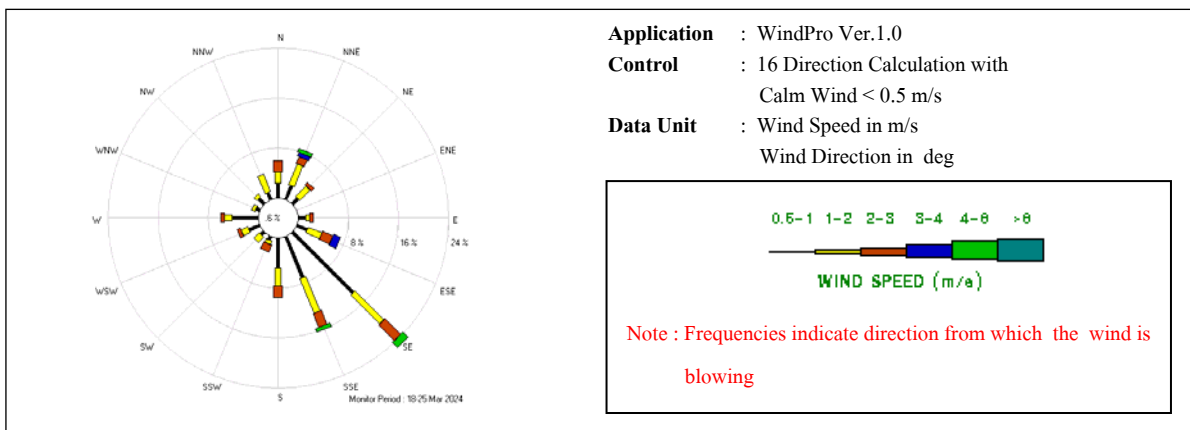 N
NNW
NNE
NW
NE
WNW
ENE
W
.6 %
E
8 %
16 %
24 %
WSW
ESE
SW
SE
SSW
SSE
S
Monitor Period : 18-25 Mar 2024
Application : WindPro Ver.1.0
Control : 16 Direction Calculation with
Calm Wind < 0.5 m/s
Data Unit : Wind Speed in m/s
Wind Direction in deg
0.5-1 1-2 2-3 3-4 4-6 >6
WIND SPEED (m/s)
Note : Frequencies indicate direction from which the wind is
blowing